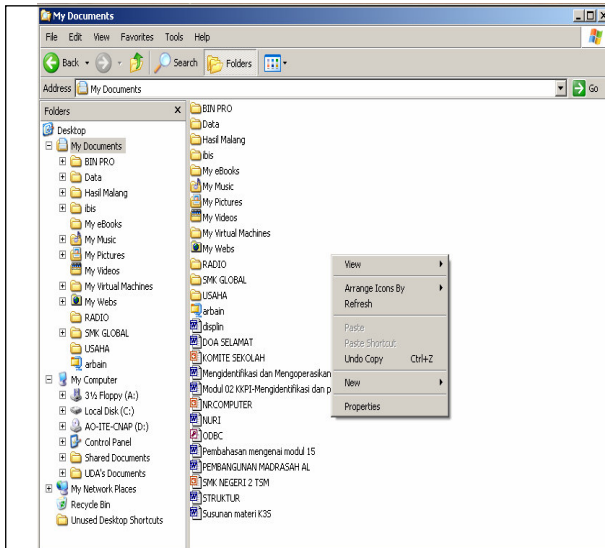 My Documents
File Edit View Favorites Tools Help
Back Search Folders
Address My Documents Go
Folders x
Desktop
My Documents
BIN PRO
Data
Hasil Malang
ibis
My eBooks
My Music
My Pictures
My Videos
My Virtual Machines
My Webs
RADIO
SMK GLOBAL
USAHA
arbain
My Computer
3½ Floppy (A:)
Local Disk (C:)
AO-ITE-CNAP (D:)
Control Panel
Shared Documents
UDA's Documents
My Network Places
Recycle Bin
Unused Desktop Shortcuts
BIN PRO
Data
Hasil Malang
ibis
My eBooks
My Music
My Pictures
My Videos
My Virtual Machines
My Webs
RADIO
SMK GLOBAL
USAHA
arbain
displin
DOA SELAMAT
KOMITE SEKOLAH
Mengidentifikasi dan Mengoperasikan
Modul 02 KKPI-Mengidentifikasi dan p
NRCOMPUTER
NURI
ODBC
Pembahasan mengenai modul 15
PEMBANGUNAN MADRASAH AL
SMK NEGERI 2 TSM
STRUKTUR
Susunan materi K3S
View
Arrange Icons By
Refresh
Paste
Paste Shortcut
Undo Copy Ctrl+Z
New
Properties